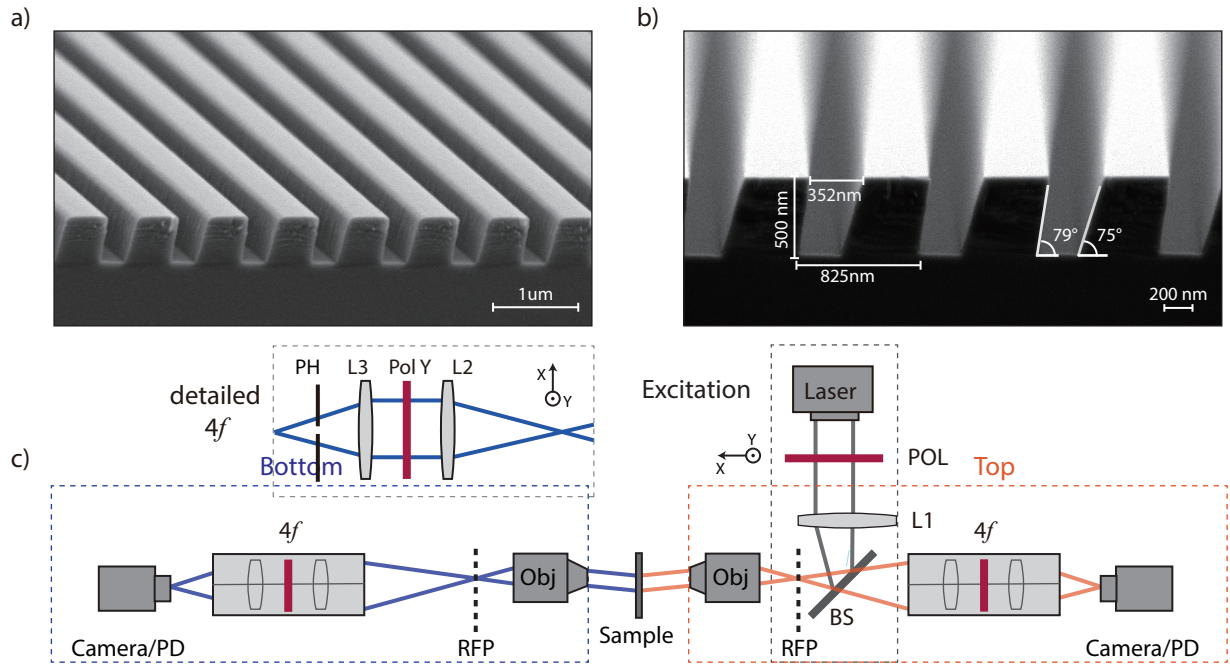 a)
b)
352nm
500 nm
79°
75°
825nm
1um
200 nm
c)
detailed
4f
PH
L3
Pol Y
L2
X
Y
Bottom
Excitation
Laser
Y
X
POL
Top
L1
4f
4f
Obj
Obj
BS
Camera/PD
RFP
Sample
RFP
Camera/PD